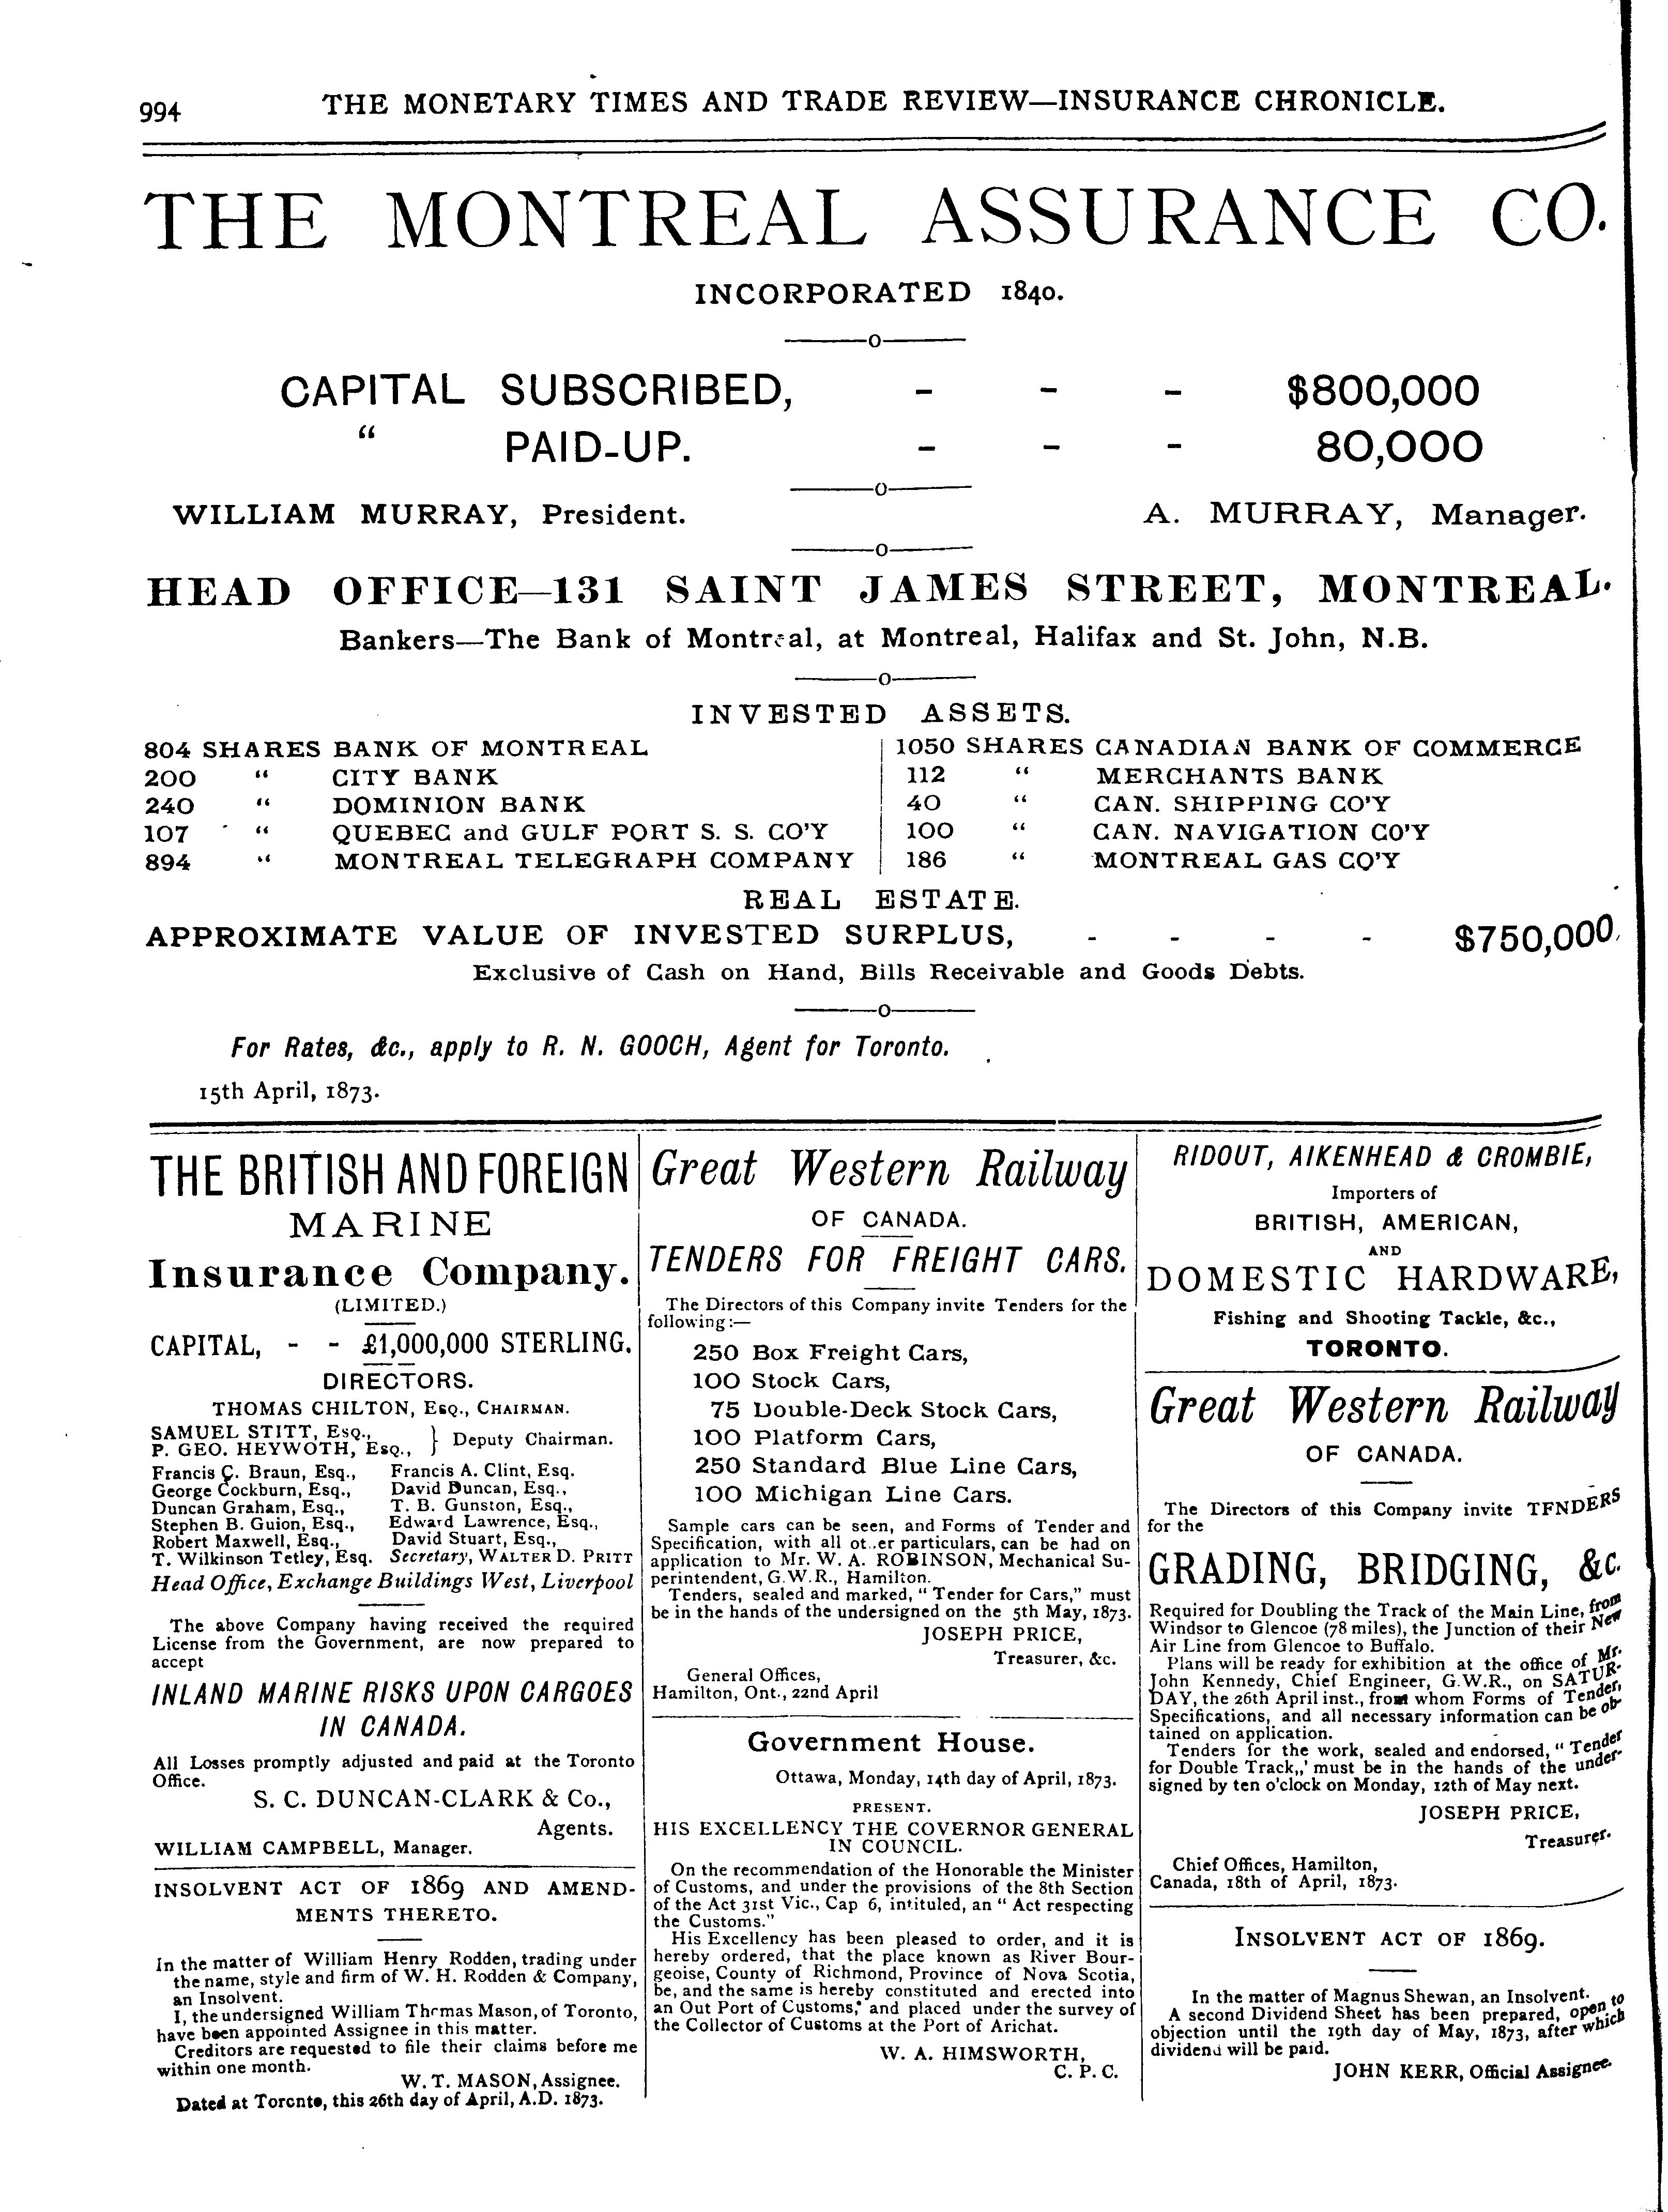 994 THE MONETARY TIMES AND TRADE REVIEW—INSURANCE CHRONICLE.
THE MONTREAL ASSURANCE CO.
INCORPORATED 1840.
CAPITAL SUBSCRIBED, - - - $800,000
“ PAID-UP. - - - 80,000
WILLIAM MURRAY, President. A. MURRAY, Manager.
HEAD OFFICE—131 SAINT JAMES STREET, MONTREAL.
Bankers—The Bank of Montreal, at Montreal, Halifax and St. John, N.B.
INVESTED ASSETS.
804 SHARES BANK OF MONTREAL
200 “ CITY BANK
240 “ DOMINION BANK
107 “ QUEBEC and GULF PORT S. S. CO'Y
894 “ MONTREAL TELEGRAPH COMPANY
1050 SHARES CANADIAN BANK OF COMMERCE
112 “ MERCHANTS BANK
40 “ CAN. SHIPPING CO'Y
100 “ CAN. NAVIGATION CO'Y
186 “ MONTREAL GAS CO'Y
REAL ESTATE.
APPROXIMATE VALUE OF INVESTED SURPLUS, - - - - $750,000.
Exclusive of Cash on Hand, Bills Receivable and Goods Debts.
For Rates, &c., apply to R. N. GOOCH, Agent for Toronto.
15th April, 1873.
THE BRITISH AND FOREIGN
MARINE
Insurance Company.
(LIMITED.)
CAPITAL, - - £1,000,000 STERLING.
DIRECTORS.
THOMAS CHILTON, ESQ., CHAIRMAN.
SAMUEL STITT, ESQ.,
P. GEO. HEYWOTH, ESQ., } Deputy Chairman.
Francis C. Braun, Esq., Francis A. Clint, Esq.
George Cockburn, Esq., David Duncan, Esq.,
Duncan Graham, Esq., T. B. Gunston, Esq.,
Stephen B. Guion, Esq., Edward Lawrence, Esq.,
Robert Maxwell, Esq., David Stuart, Esq.,
T. Wilkinson Tetley, Esq. Secretary, WALTER D. PRITT
Head Office, Exchange Buildings West, Liverpool
The above Company having received the required
License from the Government, are now prepared to
accept
INLAND MARINE RISKS UPON CARGOES
IN CANADA.
All Losses promptly adjusted and paid at the Toronto
Office.
S. C. DUNCAN-CLARK & Co.,
Agents.
WILLIAM CAMPBELL, Manager.
INSOLVENT ACT OF 1869 AND AMEND-
MENTS THERETO.
In the matter of William Henry Rodden, trading under
the name, style and firm of W. H. Rodden & Company,
an Insolvent.
I, the undersigned William Thomas Mason, of Toronto,
have been appointed Assignee in this matter.
Creditors are requested to file their claims before me
within one month.
W. T. MASON, Assignee.
Dated at Toronto, this 26th day of April, A.D. 1873.
Great Western Railway
OF CANADA.
TENDERS FOR FREIGHT CARS.
The Directors of this Company invite Tenders for the
following:—
250 Box Freight Cars,
100 Stock Cars,
75 Double-Deck Stock Cars,
100 Platform Cars,
250 Standard Blue Line Cars,
100 Michigan Line Cars.
Sample cars can be seen, and Forms of Tender and
Specification, with all ot..er particulars, can be had on
application to Mr. W. A. ROBINSON, Mechanical Su-
perintendent, G.W.R., Hamilton.
Tenders, sealed and marked, “ Tender for Cars,” must
be in the hands of the undersigned on the 5th May, 1873.
JOSEPH PRICE,
Treasurer, &c.
General Offices,
Hamilton, Ont., 22nd April
Government House.
Ottawa, Monday, 14th day of April, 1873.
PRESENT.
HIS EXCELLENCY THE COVERNOR GENERAL
IN COUNCIL.
On the recommendation of the Honorable the Minister
of Customs, and under the provisions of the 8th Section
of the Act 31st Vic., Cap 6, intituled, an “ Act respecting
the Customs.”
His Excellency has been pleased to order, and it is
hereby ordered, that the place known as River Bour-
geoise, County of Richmond, Province of Nova Scotia,
be, and the same is hereby constituted and erected into
an Out Port of Customs, and placed under the survey of
the Collector of Customs at the Port of Arichat.
W. A. HIMSWORTH,
C. P. C.
RIDOUT, AIKENHEAD & CROMBIE,
Importers of
BRITISH, AMERICAN,
AND
DOMESTIC HARDWARE,
Fishing and Shooting Tackle, &c.,
TORONTO.
Great Western Railway
OF CANADA.
The Directors of this Company invite TENDERS
for the
GRADING, BRIDGING, &c.
Required for Doubling the Track of the Main Line, from
Windsor to Glencoe (78 miles), the Junction of their New
Air Line from Glencoe to Buffalo.
Plans will be ready for exhibition at the office of Mr.
John Kennedy, Chief Engineer, G.W.R., on SATUR-
DAY, the 26th April inst., from whom Forms of Tender,
Specifications, and all necessary information can be ob-
tained on application.
Tenders for the work, sealed and endorsed, “ Tender
for Double Track,,' must be in the hands of the under-
signed by ten o'clock on Monday, 12th of May next.
JOSEPH PRICE,
Treasurer.
Chief Offices, Hamilton,
Canada, 18th of April, 1873.
INSOLVENT ACT OF 1869.
In the matter of Magnus Shewan, an Insolvent.
A second Dividend Sheet has been prepared, open to
objection until the 19th day of May, 1873, after which
dividend will be paid.
JOHN KERR, Official Assignee.